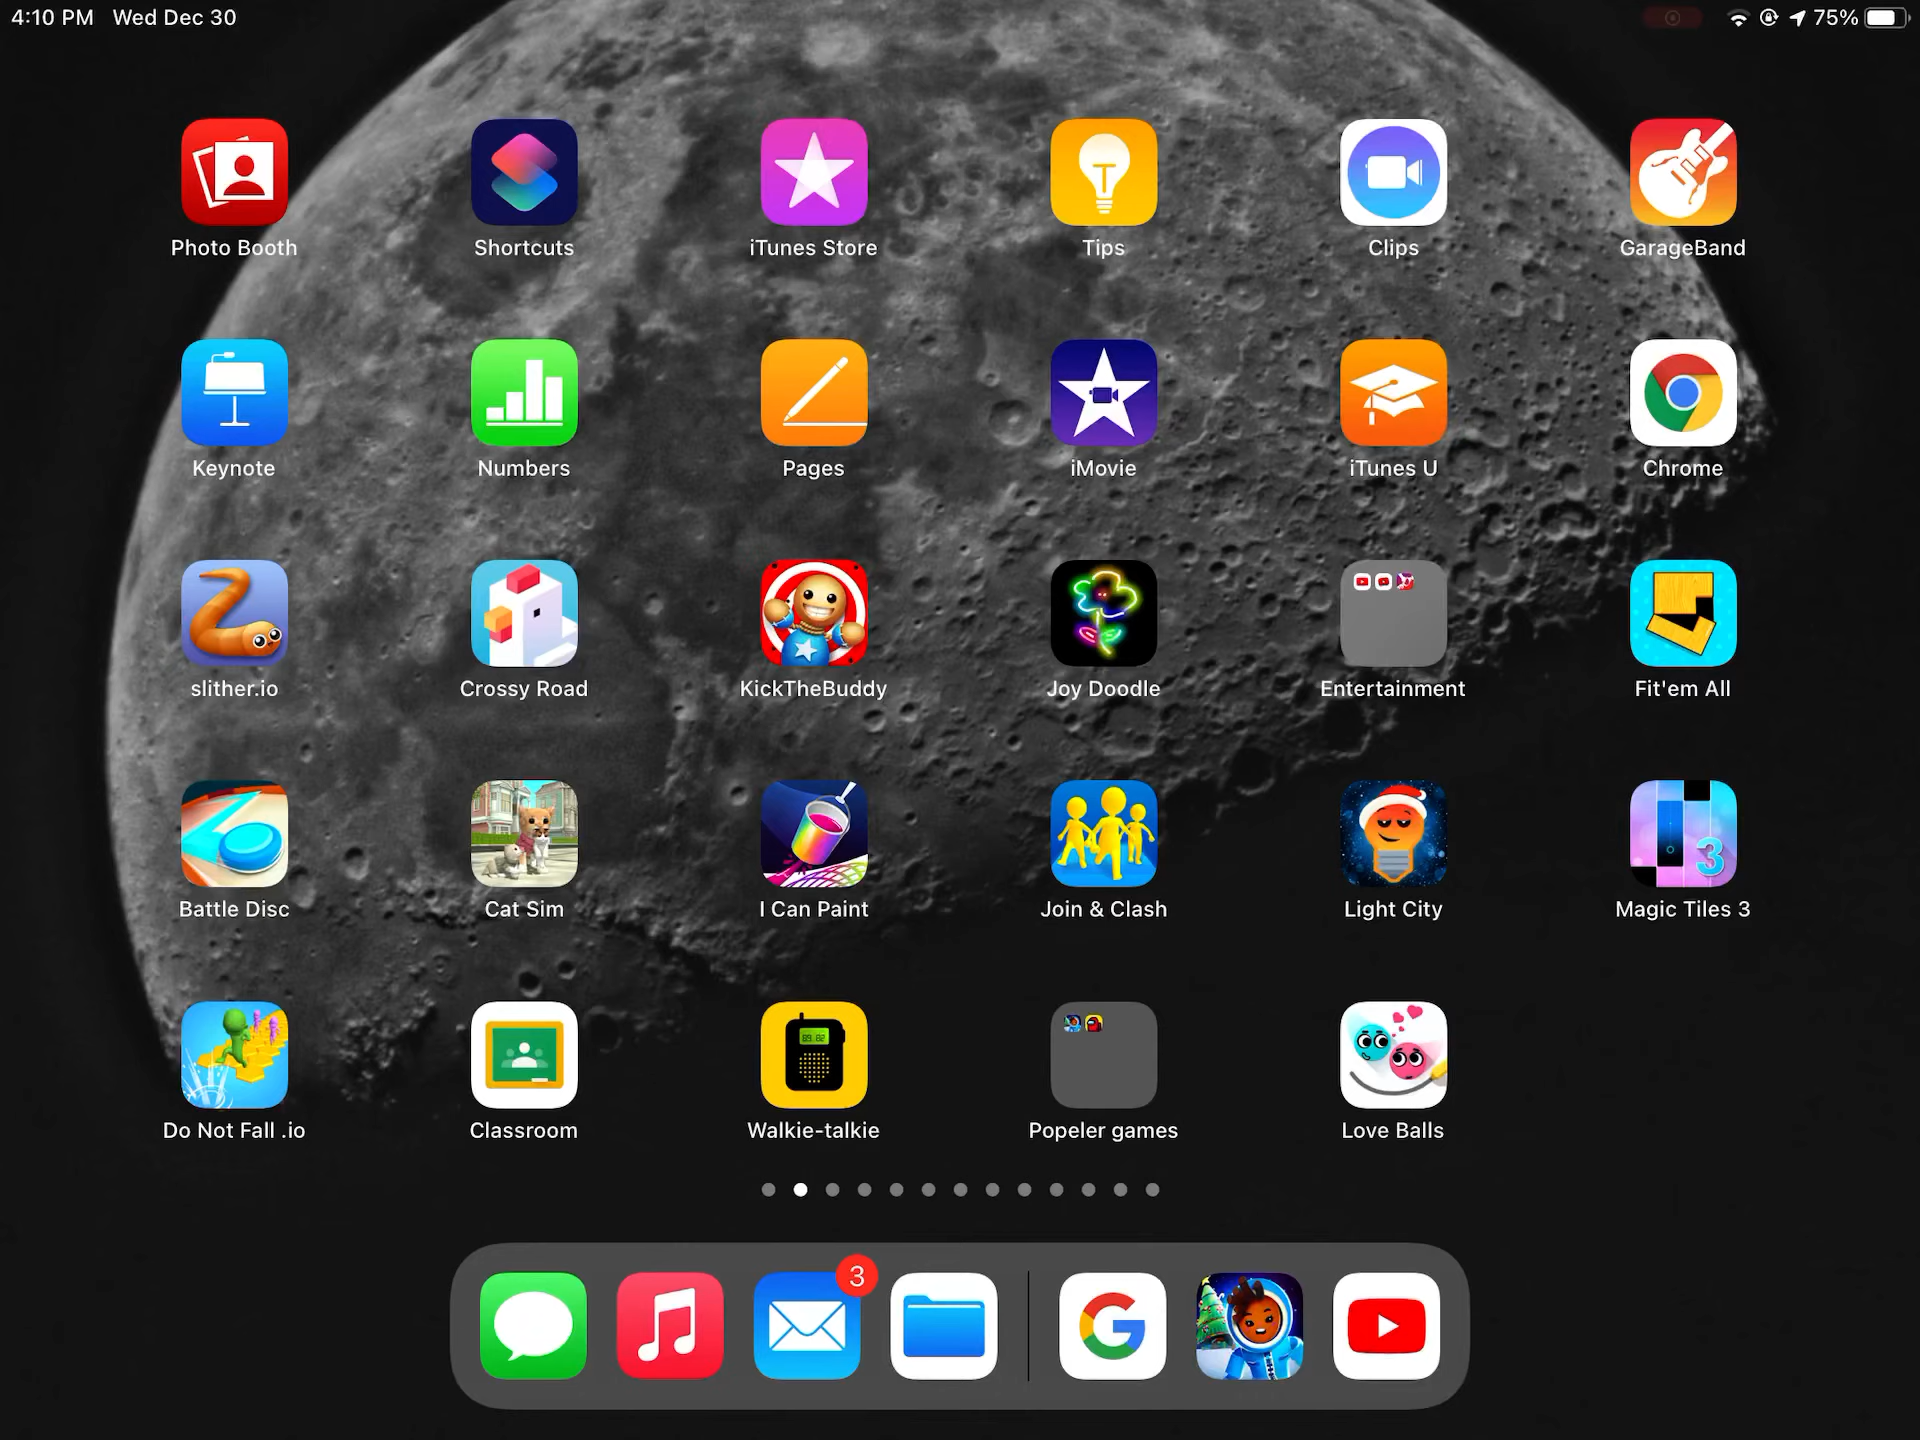 4:10 PM Wed Dec 30
75%
Photo Booth
Shortcuts
iTunes Store
Tips
Clips
GarageBand
Keynote
Numbers
Pages
iMovie
iTunes U
Chrome
slither.io
Crossy Road
KickTheBuddy
Joy Doodle
Entertainment
Fit'em All
3
Battle Disc
Cat Sim
I Can Paint
Join & Clash
Light City
Magic Tiles 3
Do Not Fall .io
Classroom
Walkie-talkie
Popeler games
Love Balls
3